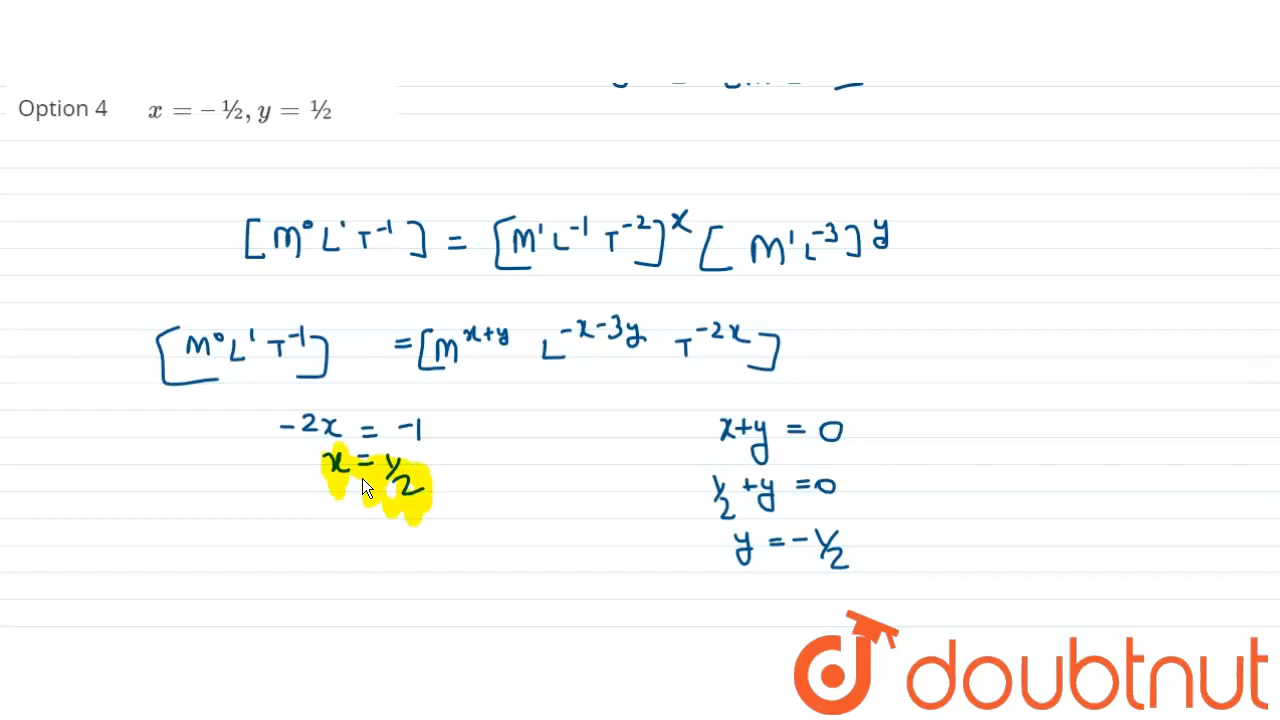 Option 4 x = – ½, y = ½
[M⁰ L¹ T⁻¹] = [M¹ L⁻¹ T⁻²]ˣ [M¹ L⁻³]ʸ
[M⁰ L¹ T⁻¹] = [M^(x+y) L^(-x-3y) T^(-2x)]
-2x = -1
x = 1/2
x+y = 0
1/2 + y = 0
y = -1/2
doubtnut